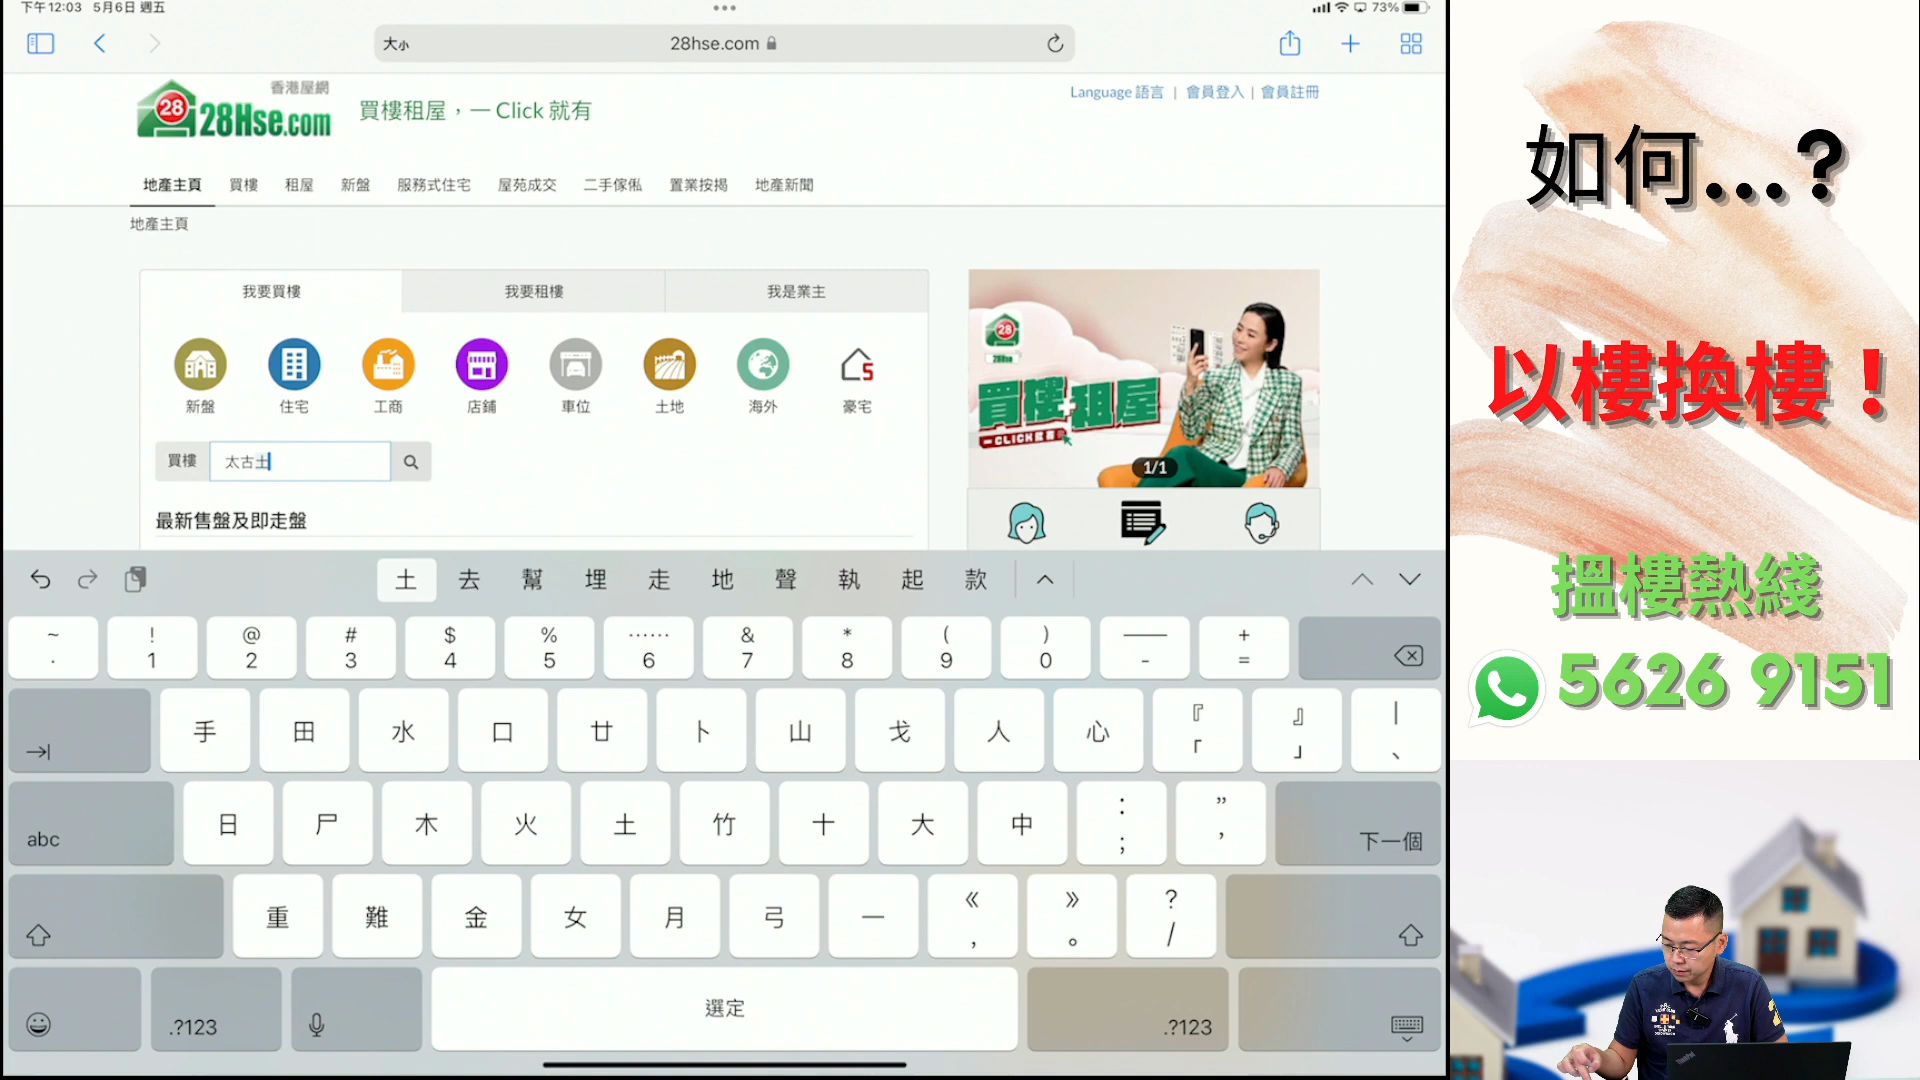 下午12:03 5月6日 週五
73%
大小
28hse.com
香港屋網
28
28Hse.com
買樓租屋，一 Click 就有
Language 語言 | 會員登入 | 會員註冊
地產主頁 買樓 租屋 新盤 服務式住宅 屋苑成交 二手傢俬 置業按揭 地產新聞
地產主頁
我要買樓 我要租樓 我是業主
5
新盤 住宅 工商 店鋪 車位 土地 海外 豪宅
買樓 太古土
最新售盤及即走盤
28
28Hse
買樓+租屋
一CLICK就有!
1/1
土 去 幫 埋 走 地 聲 執 起 款
~ ! @ # $ % …… & * ( ) —— +
· 1 2 3 4 5 6 7 8 9 0 - =
手 田 水 口 廿 卜 山 戈 人 心 『 「 』 」 | 、
abc 日 尸 木 火 土 竹 十 大 中 : ; ” , 下一個
重 難 金 女 月 弓 一 《 , 》 。 ? /
.?123 選定 .?123
如何...?
以樓換樓！
搵樓熱綫
5626 9151
ThinkPad